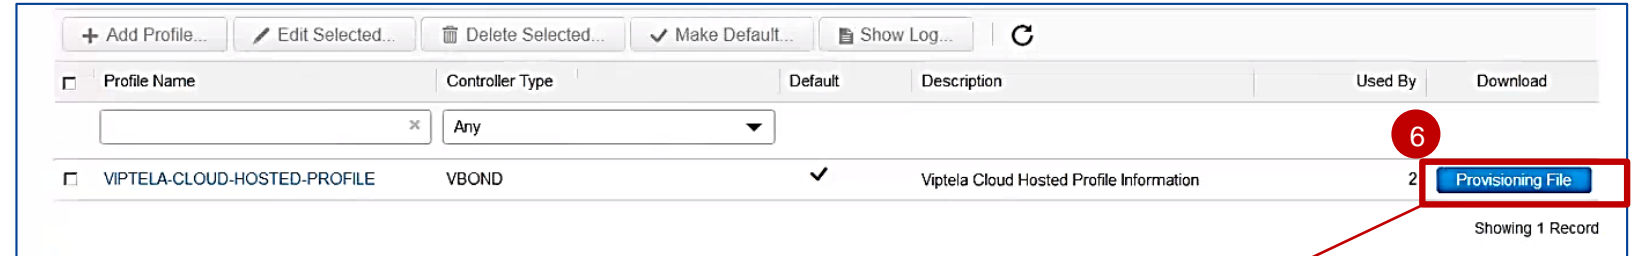 Add Profile... Edit Selected... Delete Selected... Make Default... Show Log...
Profile Name Controller Type Default Description Used By Download
Any
6
VIPTELA-CLOUD-HOSTED-PROFILE VBOND Viptela Cloud Hosted Profile Information 2 Provisioning File
Showing 1 Record